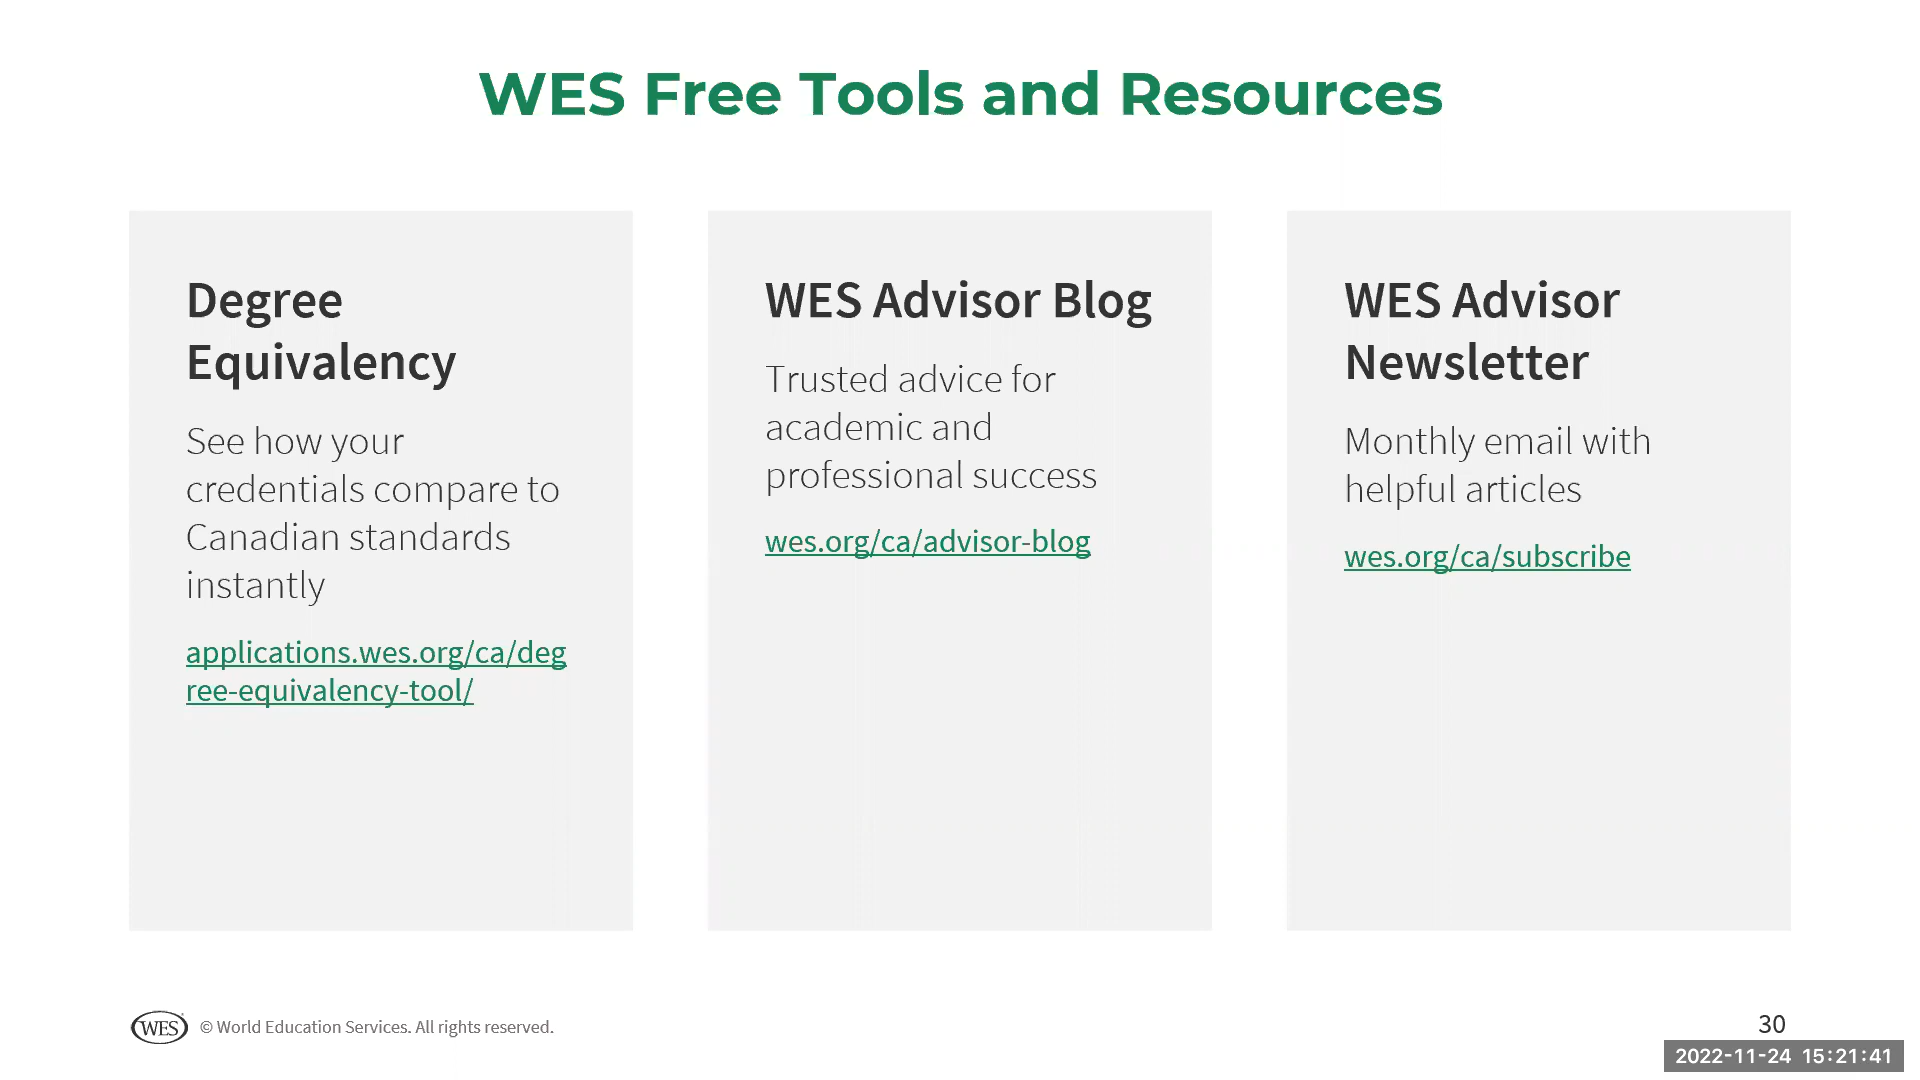 WES Free Tools and Resources
Degree
Equivalency
See how your
credentials compare to
Canadian standards
instantly
applications.wes.org/ca/deg
ree-equivalency-tool/
WES Advisor Blog
Trusted advice for
academic and
professional success
wes.org/ca/advisor-blog
WES Advisor
Newsletter
Monthly email with
helpful articles
wes.org/ca/subscribe
WES © World Education Services. All rights reserved.
30
2022-11-24 15:21:41